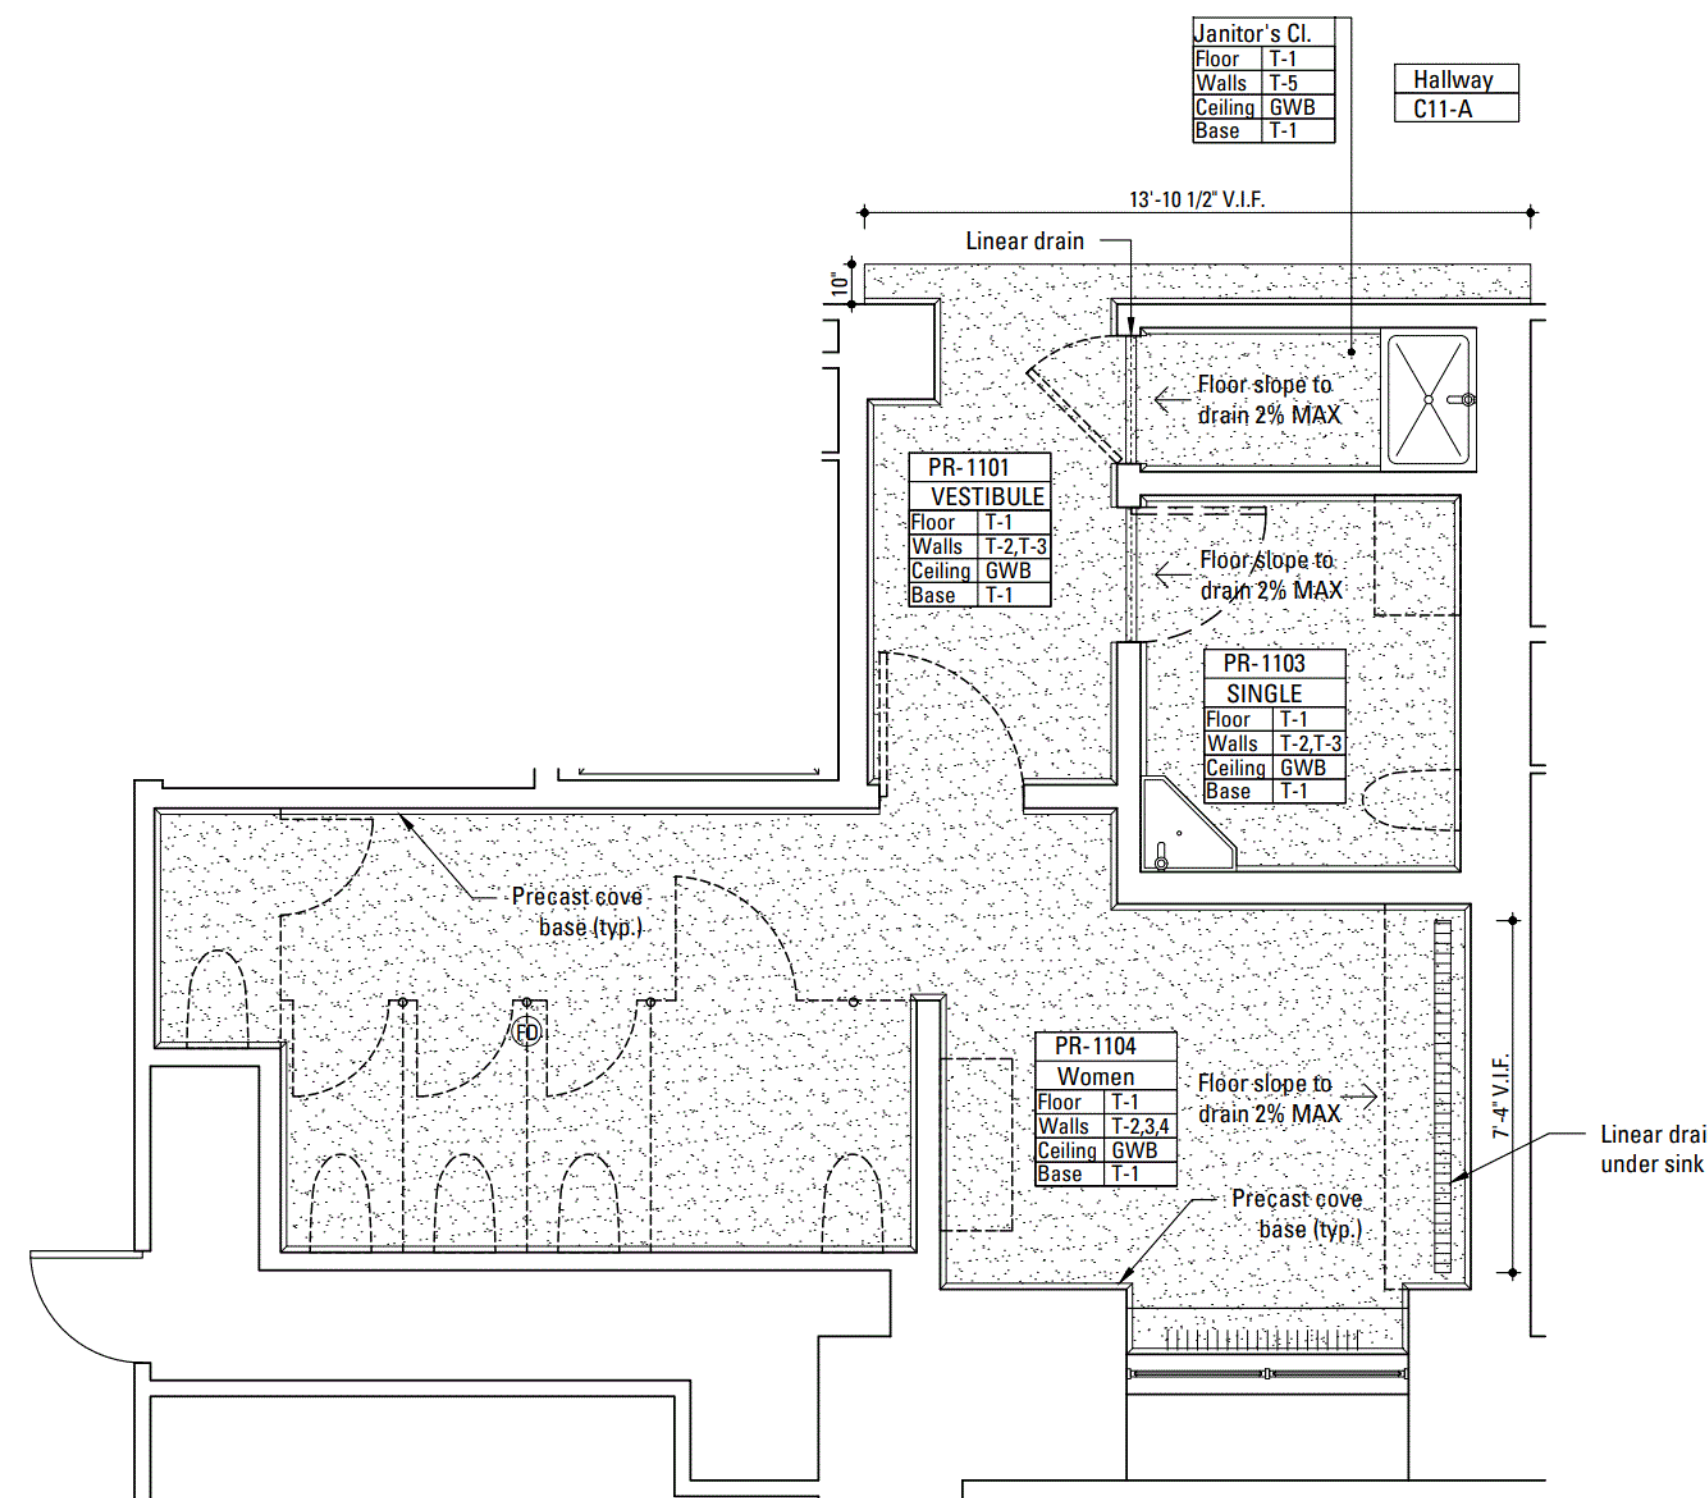 Janitor's Cl.
Floor T-1
Walls T-5
Ceiling GWB
Base T-1
Hallway
C11-A
13'-10 1/2" V.I.F.
Linear drain
10"
Floor slope to
drain 2% MAX
PR-1101
VESTIBULE
Floor T-1
Walls T-2,T-3
Ceiling GWB
Base T-1
Floor slope to
drain 2% MAX
PR-1103
SINGLE
Floor T-1
Walls T-2,T-3
Ceiling GWB
Base T-1
Precast cove
base (typ.)
FD
PR-1104
Women
Floor T-1
Walls T-2,3,4
Ceiling GWB
Base T-1
Floor slope to
drain 2% MAX
7'-4" V.I.F.
Linear drai
under sink
Precast cove
base (typ.)